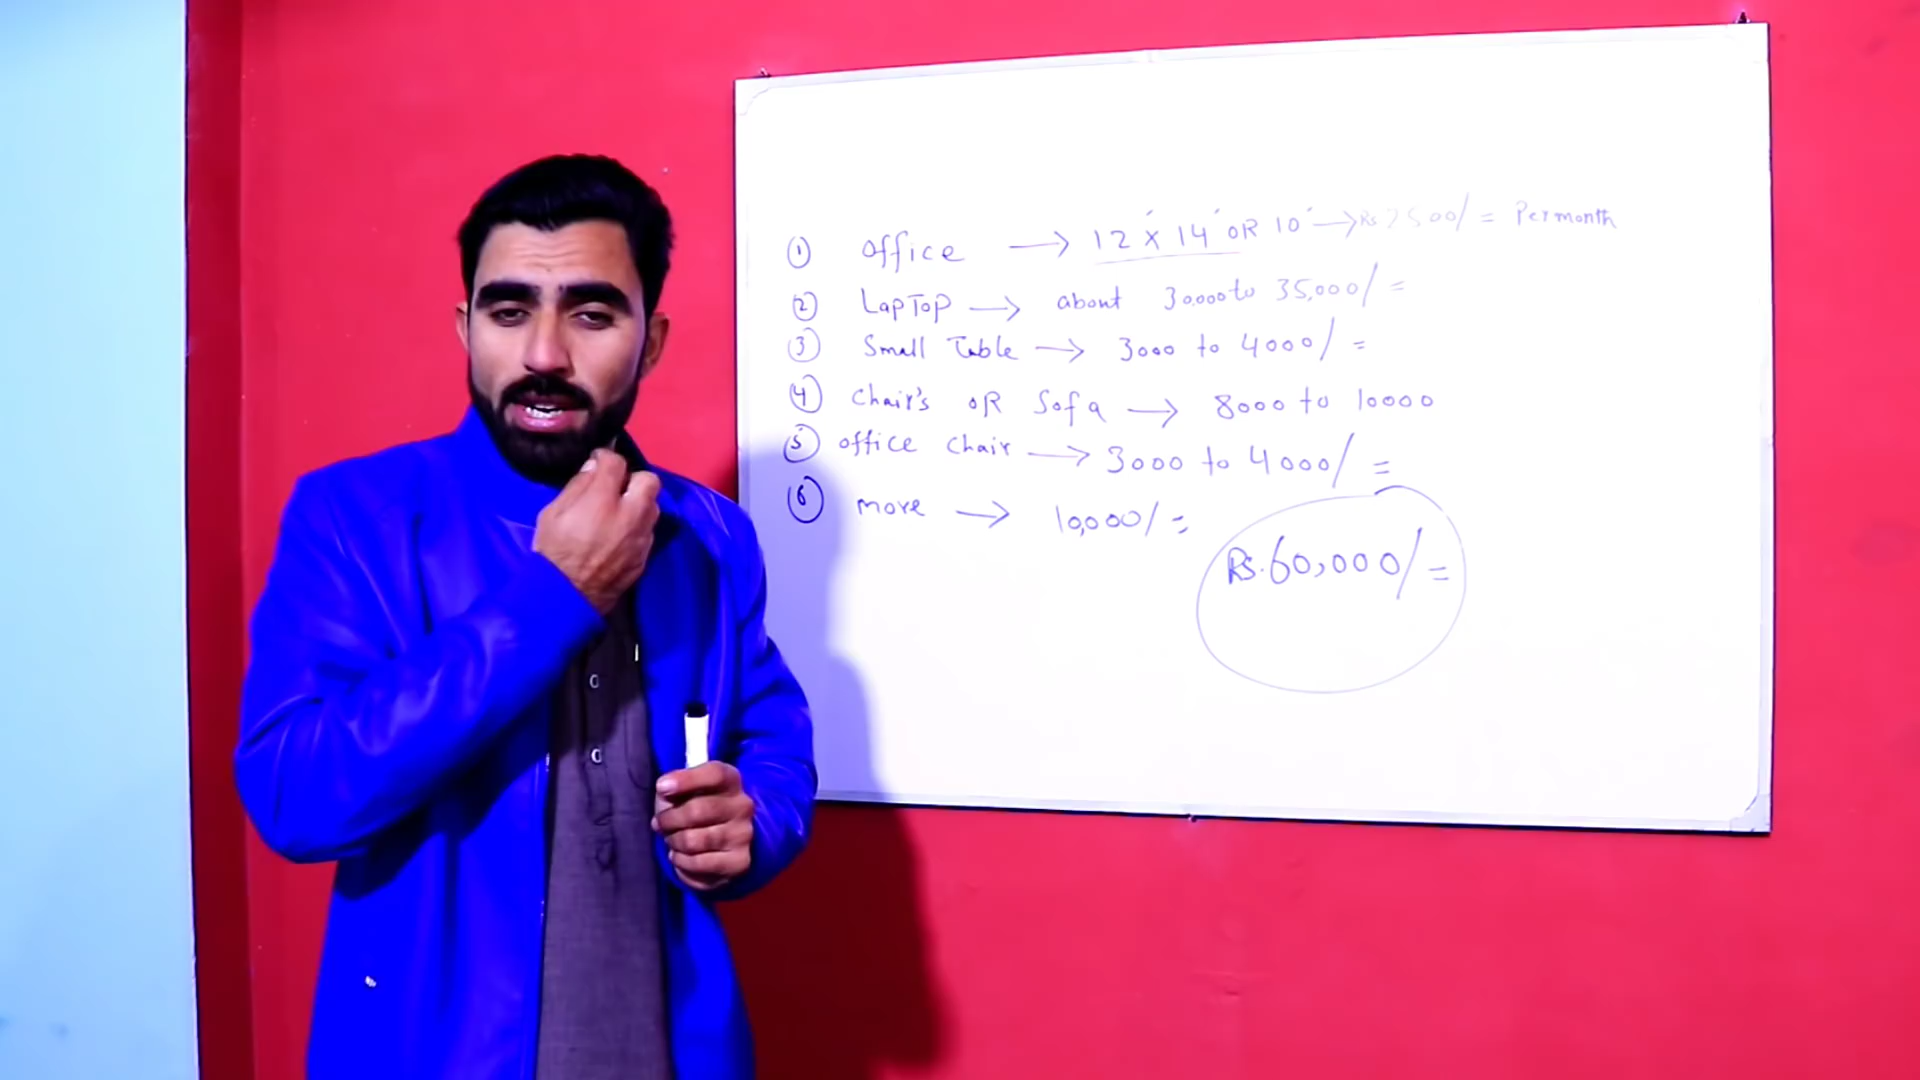 ① office → 12' x 14' OR 10' → Rs 2500/= Per month
② LapTop → about 30,000 to 35,000/=
③ Small Table → 3000 to 4000/=
④ Chair's OR Sofa → 8000 to 10000
⑤ office Chair → 3000 to 4000/=
⑥ more → 10,000/=
Rs. 60,000/=